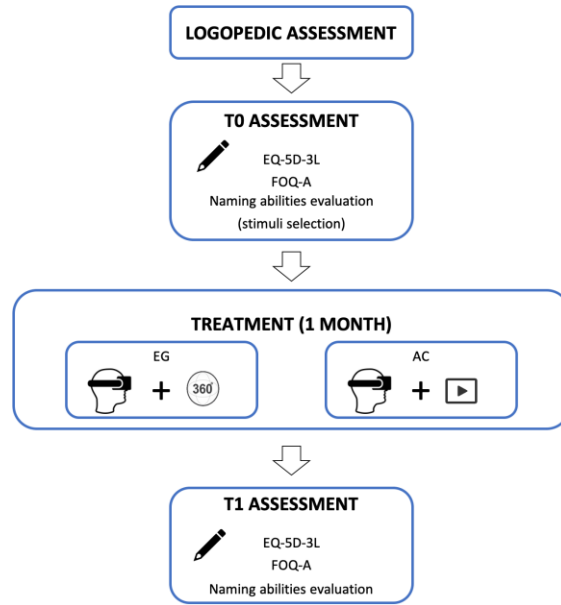 LOGOPEDIC ASSESSMENT
T0 ASSESSMENT
EQ-5D-3L
FOQ-A
Naming abilities evaluation
(stimuli selection)
TREATMENT (1 MONTH)
EG
AC
+ 360°
+
T1 ASSESSMENT
EQ-5D-3L
FOQ-A
Naming abilities evaluation